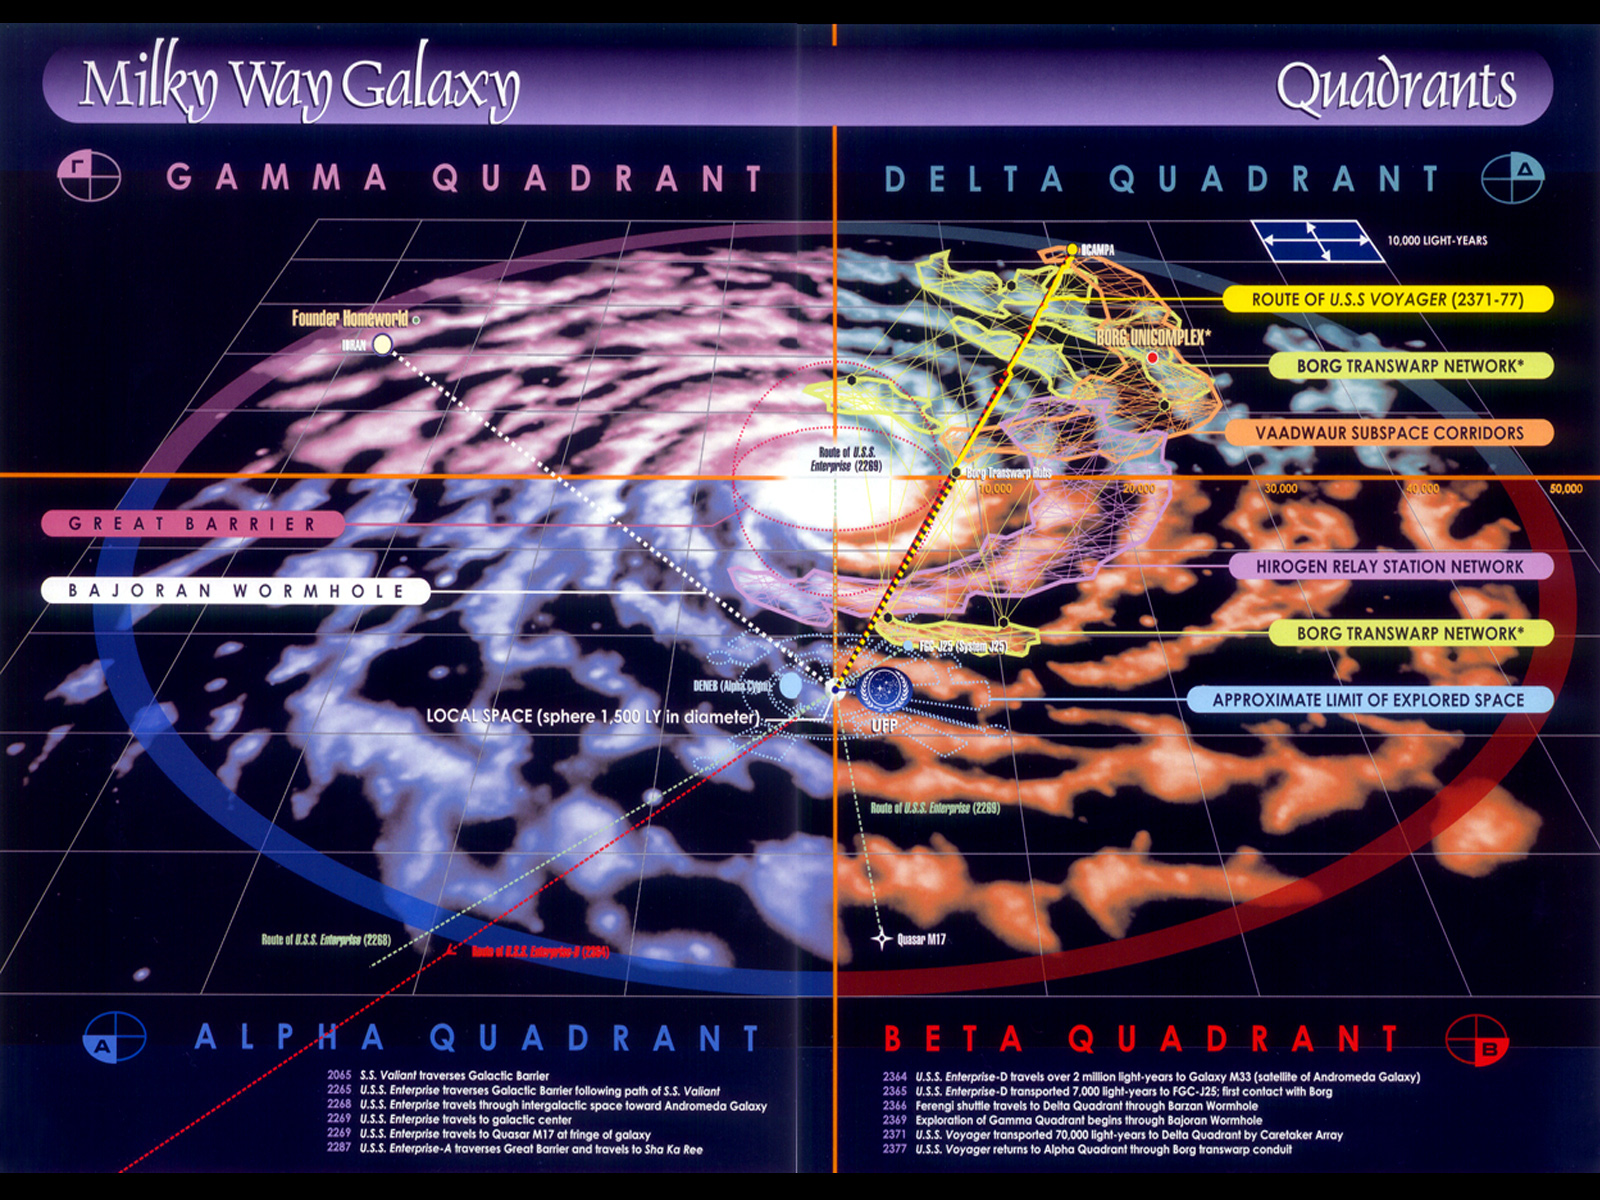 Milky Way Galaxy
Quadrants
Γ
GAMMA QUADRANT
DELTA QUADRANT
Δ
10,000 LIGHT-YEARS
OCAMPA
ROUTE OF U.S.S VOYAGER (2371-77)
Founder Homeworld
IDRAN
BORG UNICOMPLEX*
BORG TRANSWARP NETWORK*
VAADWAUR SUBSPACE CORRIDORS
Route of U.S.S.
Enterprise (2269)
Borg Transwarp Hubs
10,000
20,000
30,000
40,000
50,000
GREAT BARRIER
HIROGEN RELAY STATION NETWORK
BAJORAN WORMHOLE
BORG TRANSWARP NETWORK*
FGC-J25 (System J25)
DENEB (Alpha Cygni)
APPROXIMATE LIMIT OF EXPLORED SPACE
LOCAL SPACE (sphere 1,500 LY in diameter)
UFP
Route of U.S.S. Enterprise (2269)
Route of U.S.S. Enterprise (2268)
Route of U.S.S. Enterprise-D (2364)
Quasar M17
A
ALPHA QUADRANT
BETA QUADRANT
B
2065 S.S. Valiant traverses Galactic Barrier
2265 U.S.S. Enterprise traverses Galactic Barrier following path of S.S. Valiant
2268 U.S.S. Enterprise travels through intergalactic space toward Andromeda Galaxy
2269 U.S.S. Enterprise travels to galactic center
2269 U.S.S. Enterprise travels to Quasar M17 at fringe of galaxy
2287 U.S.S. Enterprise-A traverses Great Barrier and travels to Sha Ka Ree
2364 U.S.S. Enterprise-D travels over 2 million light-years to Galaxy M33 (satellite of Andromeda Galaxy)
2365 U.S.S. Enterprise-D transported 7,000 light-years to FGC-J25; first contact with Borg
2366 Ferengi shuttle travels to Delta Quadrant through Barzan Wormhole
2369 Exploration of Gamma Quadrant begins through Bajoran Wormhole
2371 U.S.S. Voyager transported 70,000 light-years to Delta Quadrant by Caretaker Array
2377 U.S.S. Voyager returns to Alpha Quadrant through Borg transwarp conduit